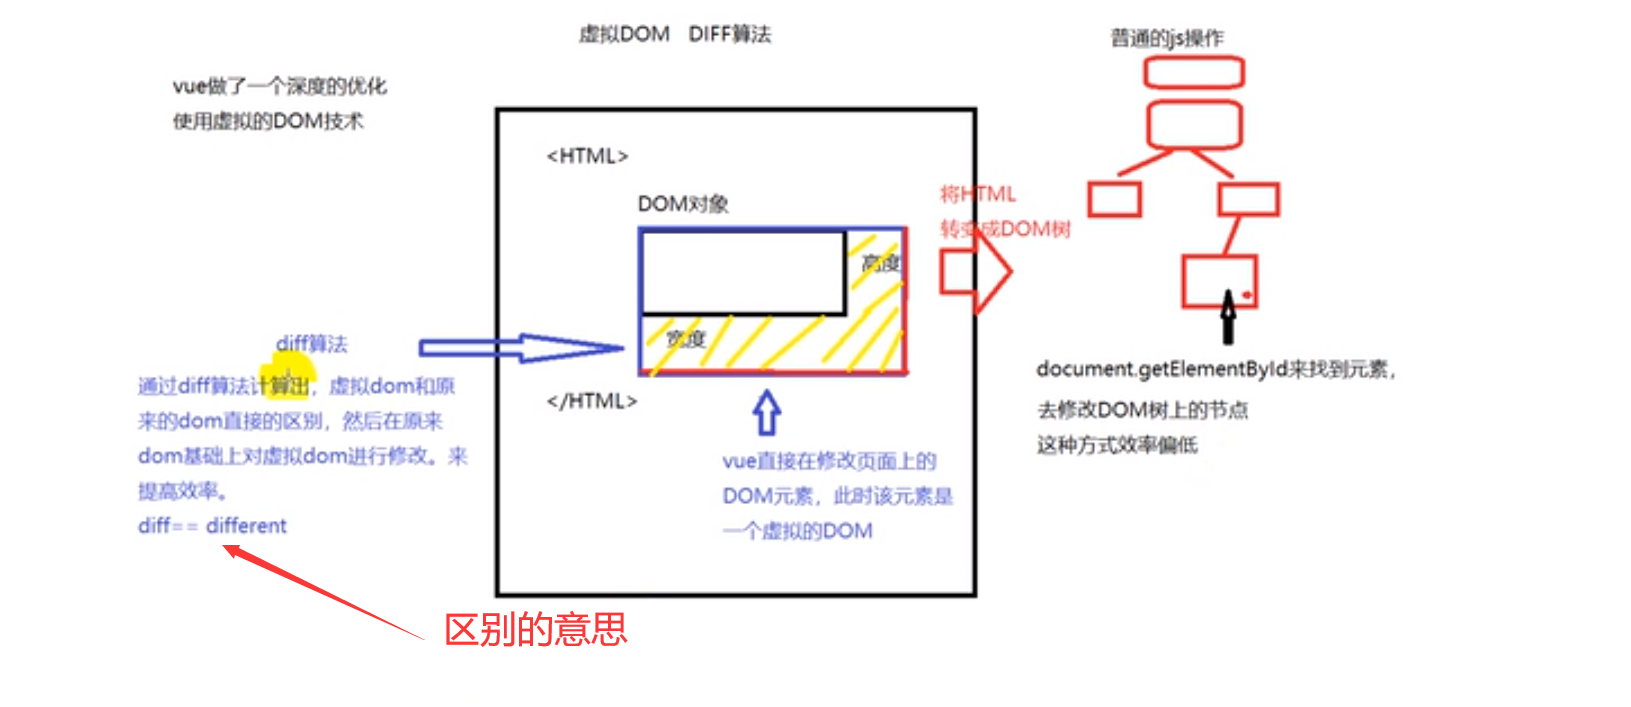 虚拟DOM DIFF算法
vue做了一个深度的优化
使用虚拟的DOM技术
<HTML>
DOM对象
高度
宽度
</HTML>
diff算法
通过diff算法计算出，虚拟dom和原
来的dom直接的区别，然后在原来
dom基础上对虚拟dom进行修改。来
提高效率。
diff== different
区别的意思
vue直接在修改页面上的
DOM元素，此时该元素是
一个虚拟的DOM
将HTML
转变成DOM树
普通的js操作
document.getElementById来找到元素，
去修改DOM树上的节点
这种方式效率偏低